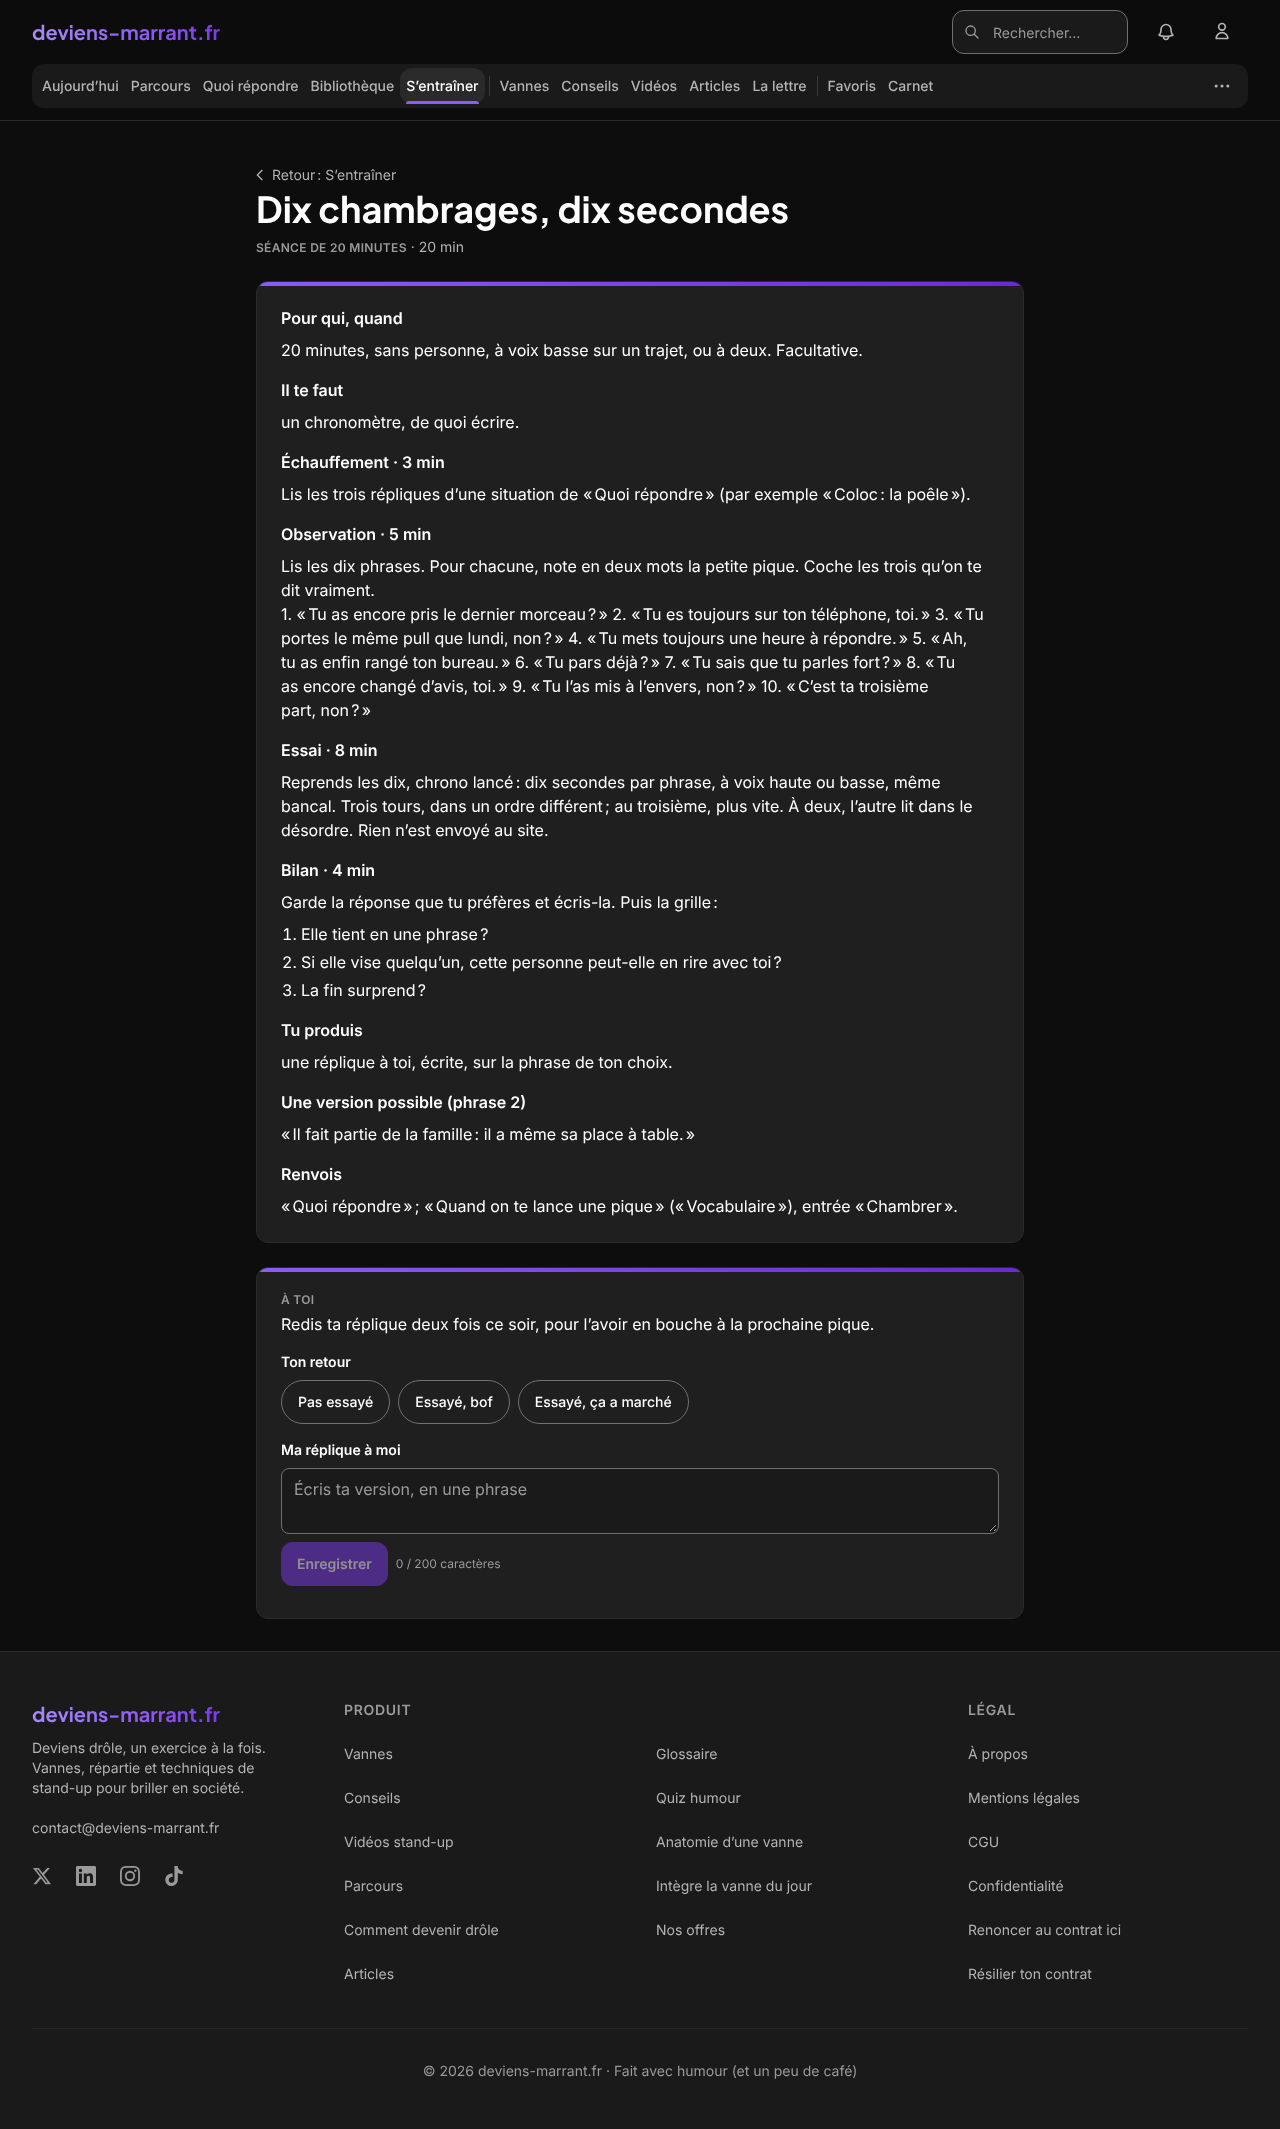 deviens-marrant.fr
Rechercher...
Aujourd’hui Parcours Quoi répondre Bibliothèque S’entraîner Vannes Conseils Vidéos Articles La lettre Favoris Carnet
Retour : S’entraîner
Dix chambrages, dix secondes
SÉANCE DE 20 MINUTES · 20 min
Pour qui, quand
20 minutes, sans personne, à voix basse sur un trajet, ou à deux. Facultative.
Il te faut
un chronomètre, de quoi écrire.
Échauffement · 3 min
Lis les trois répliques d’une situation de « Quoi répondre » (par exemple « Coloc : la poêle »).
Observation · 5 min
Lis les dix phrases. Pour chacune, note en deux mots la petite pique. Coche les trois qu’on te
dit vraiment.
1. « Tu as encore pris le dernier morceau ? » 2. « Tu es toujours sur ton téléphone, toi. » 3. « Tu
portes le même pull que lundi, non ? » 4. « Tu mets toujours une heure à répondre. » 5. « Ah,
tu as enfin rangé ton bureau. » 6. « Tu pars déjà ? » 7. « Tu sais que tu parles fort ? » 8. « Tu
as encore changé d’avis, toi. » 9. « Tu l’as mis à l’envers, non ? » 10. « C’est ta troisième
part, non ? »
Essai · 8 min
Reprends les dix, chrono lancé : dix secondes par phrase, à voix haute ou basse, même
bancal. Trois tours, dans un ordre différent ; au troisième, plus vite. À deux, l’autre lit dans le
désordre. Rien n’est envoyé au site.
Bilan · 4 min
Garde la réponse que tu préfères et écris-la. Puis la grille :
1. Elle tient en une phrase ?
2. Si elle vise quelqu’un, cette personne peut-elle en rire avec toi ?
3. La fin surprend ?
Tu produis
une réplique à toi, écrite, sur la phrase de ton choix.
Une version possible (phrase 2)
« Il fait partie de la famille : il a même sa place à table. »
Renvois
« Quoi répondre » ; « Quand on te lance une pique » (« Vocabulaire »), entrée « Chambrer ».
À TOI
Redis ta réplique deux fois ce soir, pour l’avoir en bouche à la prochaine pique.
Ton retour
Pas essayé Essayé, bof Essayé, ça a marché
Ma réplique à moi
Écris ta version, en une phrase
Enregistrer 0 / 200 caractères
deviens-marrant.fr
Deviens drôle, un exercice à la fois.
Vannes, répartie et techniques de
stand-up pour briller en société.
contact@deviens-marrant.fr
PRODUIT
Vannes
Conseils
Vidéos stand-up
Parcours
Comment devenir drôle
Articles
Glossaire
Quiz humour
Anatomie d’une vanne
Intègre la vanne du jour
Nos offres
LÉGAL
À propos
Mentions légales
CGU
Confidentialité
Renoncer au contrat ici
Résilier ton contrat
© 2026 deviens-marrant.fr · Fait avec humour (et un peu de café)